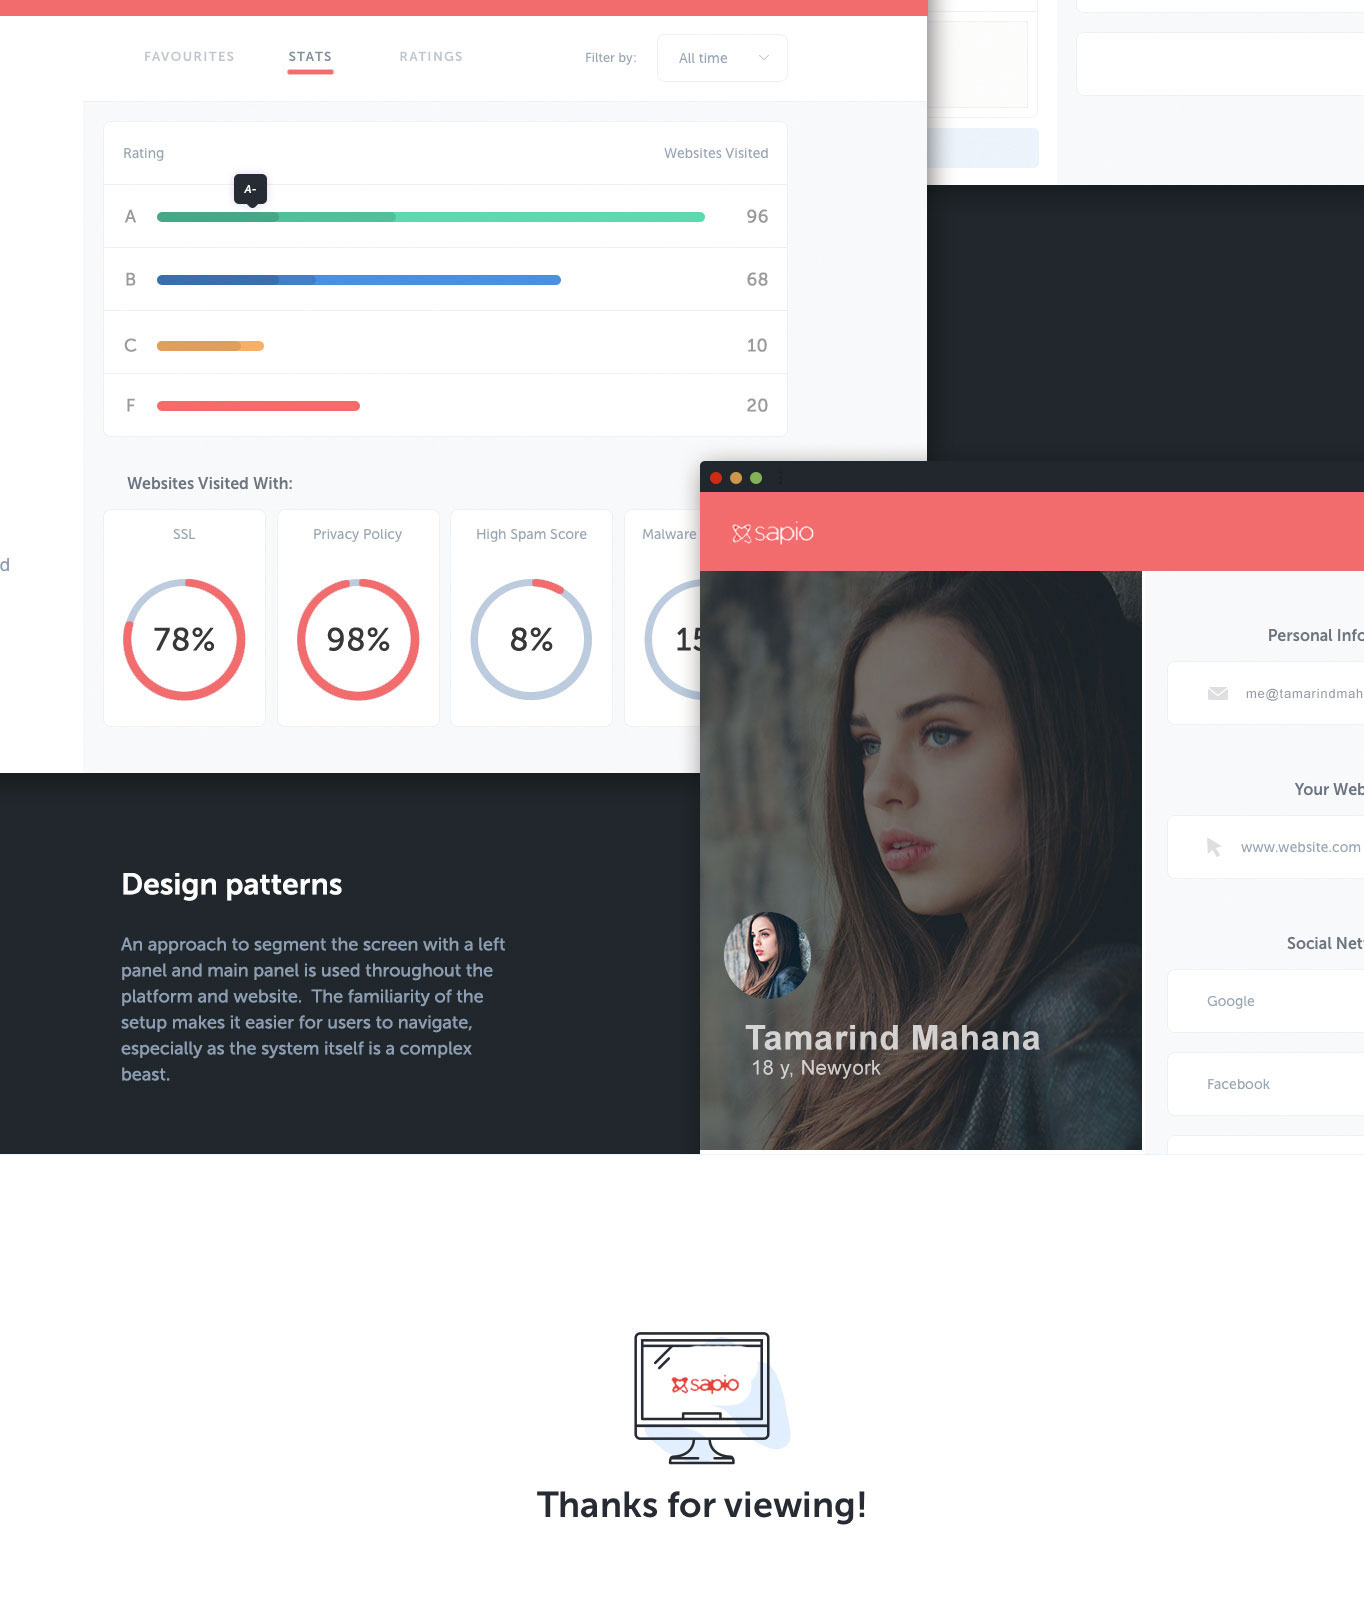 FAVOURITES
STATS
RATINGS
Filter by:
All time
Rating
Websites Visited
A-
A
96
B
68
C
10
F
20
Websites Visited With:
SSL
Privacy Policy
High Spam Score
Malware
78%
98%
8%
15
d
sapio
Tamarind Mahana
18 y, Newyork
Personal Info
me@tamarindmah
Your Web
www.website.com
Social Net
Google
Facebook
Design patterns
An approach to segment the screen with a left
panel and main panel is used throughout the
platform and website.  The familiarity of the
setup makes it easier for users to navigate,
especially as the system itself is a complex
beast.
sapio
Thanks for viewing!